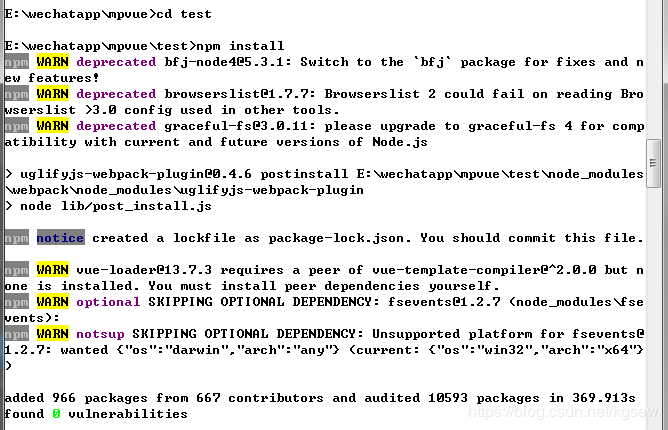 E:\wechatapp\mpvue>cd test
E:\wechatapp\mpvue\test>npm install
npm WARN deprecated bfj-node4@5.3.1: Switch to the `bfj` package for fixes and n
ew features!
npm WARN deprecated browserslist@1.7.7: Browserslist 2 could fail on reading Bro
wserslist >3.0 config used in other tools.
npm WARN deprecated graceful-fs@3.0.11: please upgrade to graceful-fs 4 for comp
atibility with current and future versions of Node.js
> uglifyjs-webpack-plugin@0.4.6 postinstall E:\wechatapp\mpvue\test\node_modules
\webpack\node_modules\uglifyjs-webpack-plugin
> node lib/post_install.js
npm notice created a lockfile as package-lock.json. You should commit this file.
npm WARN vue-loader@13.7.3 requires a peer of vue-template-compiler@^2.0.0 but n
one is installed. You must install peer dependencies yourself.
npm WARN optional SKIPPING OPTIONAL DEPENDENCY: fsevents@1.2.7 (node_modules\fse
vents):
npm WARN notsup SKIPPING OPTIONAL DEPENDENCY: Unsupported platform for fsevents@
1.2.7: wanted {"os":"darwin","arch":"any"} (current: {"os":"win32","arch":"x64"}
)
added 966 packages from 667 contributors and audited 10593 packages in 369.913s
found 0 vulnerabilities
https://blog.csdn.net/kgsew